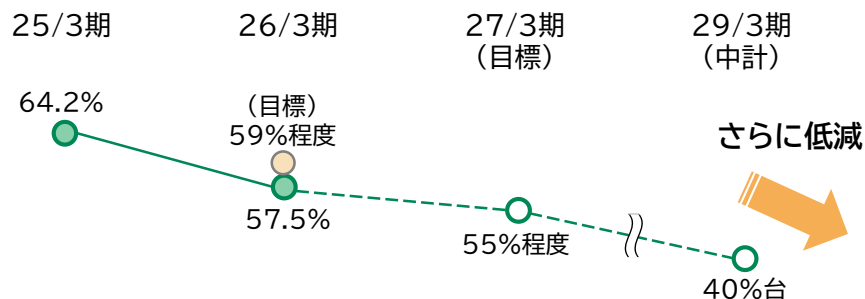 25/3期
26/3期
27/3期
（目標）
29/3期
（中計）
64.2%
（目標）
59%程度
57.5%
55%程度
40%台
さらに低減